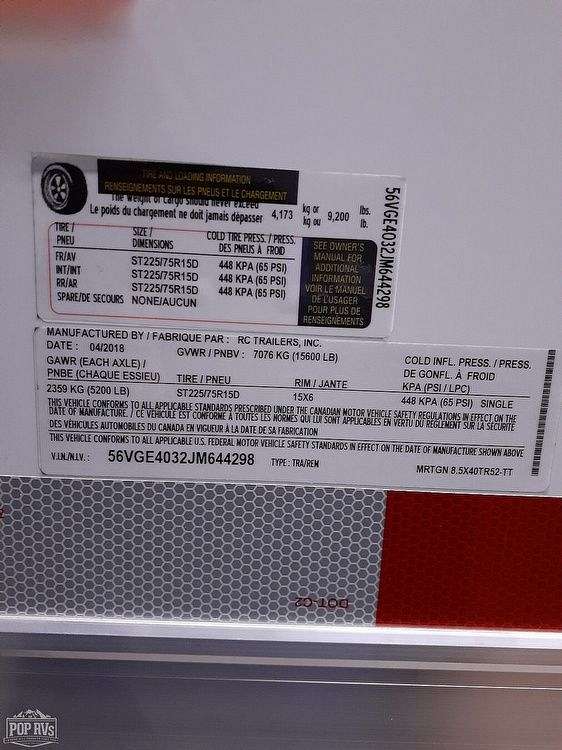 TIRE AND LOADING INFORMATION
RENSEIGNEMENTS SUR LES PNEUS ET LE CHARGEMENT
The weight of cargo should never exceed
Le poids du chargement ne doit jamais dépasser 4,173 kg or kg ou 9,200 lbs. lb.
TIRE / PNEU SIZE / DIMENSIONS COLD TIRE PRESS. / PRESS. DES PNEUS À FROID
FR/AV ST225/75R15D 448 KPA (65 PSI)
INT/INT ST225/75R15D 448 KPA (65 PSI)
RR/AR ST225/75R15D 448 KPA (65 PSI)
SPARE/DE SECOURS NONE/AUCUN
SEE OWNER'S
MANUAL FOR
ADDITIONAL
INFORMATION
VOIR LE MANUEL
DE L'USAGER
POUR PLUS DE
RENSEIGNEMENTS
56VGE4032JM644298
MANUFACTURED BY / FABRIQUE PAR : RC TRAILERS, INC.
DATE : 04/2018 GVWR / PNBV : 7076 KG (15600 LB)
GAWR (EACH AXLE) / COLD INFL. PRESS. / PRESS.
PNBE (CHAQUE ESSIEU) TIRE / PNEU RIM / JANTE DE GONFL. À FROID
KPA (PSI / LPC)
2359 KG (5200 LB) ST225/75R15D 15X6 448 KPA (65 PSI) SINGLE
THIS VEHICLE CONFORMS TO ALL APPLICABLE STANDARDS PRESCRIBED UNDER THE CANADIAN MOTOR VEHICLE SAFETY REGULATIONS IN EFFECT ON THE
DATE OF MANUFACTURE. / CE VÉHICULE EST CONFORME À TOUTES LES NORMES QUI LUI SONT APPLICABLES EN VERTU DU RÈGLEMENT SUR LA SÉCURITÉ
DES VÉHICULES AUTOMOBILES DU CANADA EN VIGUEUR À LA DATE DE SA FABRICATION
THIS VEHICLE CONFORMS TO ALL APPLICABLE U.S. FEDERAL MOTOR VEHICLE SAFETY STANDARDS IN EFFECT ON THE DATE OF MANUFACTURE SHOWN ABOVE
V.I.N./N.I.V. : 56VGE4032JM644298 TYPE : TRA/REM MRTGN 8.5X40TR52-TT
DOT-C2
POP RVs